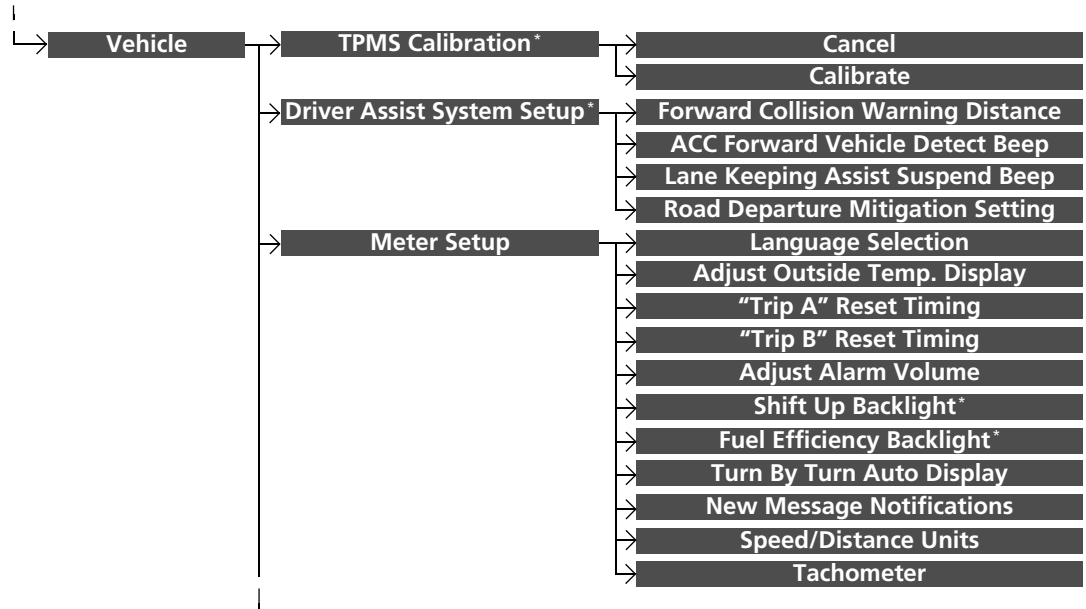 Vehicle
TPMS Calibration*
Cancel
Calibrate
Driver Assist System Setup*
Forward Collision Warning Distance
ACC Forward Vehicle Detect Beep
Lane Keeping Assist Suspend Beep
Road Departure Mitigation Setting
Meter Setup
Language Selection
Adjust Outside Temp. Display
“Trip A” Reset Timing
“Trip B” Reset Timing
Adjust Alarm Volume
Shift Up Backlight*
Fuel Efficiency Backlight*
Turn By Turn Auto Display
New Message Notifications
Speed/Distance Units
Tachometer